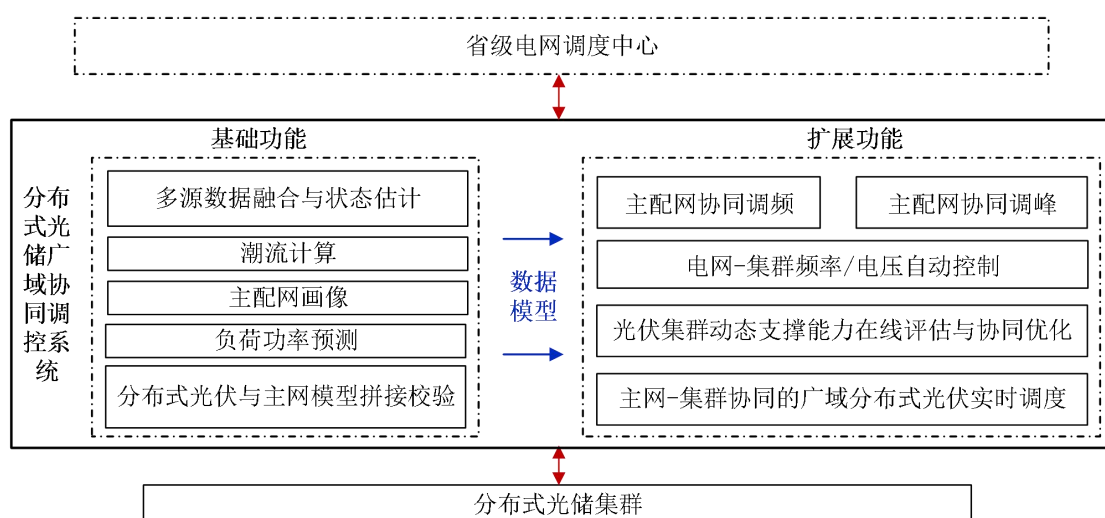 省级电网调度中心
基础功能
扩展功能
分布
式光
储广
域协
同调
控系
统
多源数据融合与状态估计
潮流计算
主配网画像
负荷功率预测
分布式光伏与主网模型拼接校验
数据
模型
主配网协同调频
主配网协同调峰
电网-集群频率/电压自动控制
光伏集群动态支撑能力在线评估与协同优化
主网-集群协同的广域分布式光伏实时调度
分布式光储集群